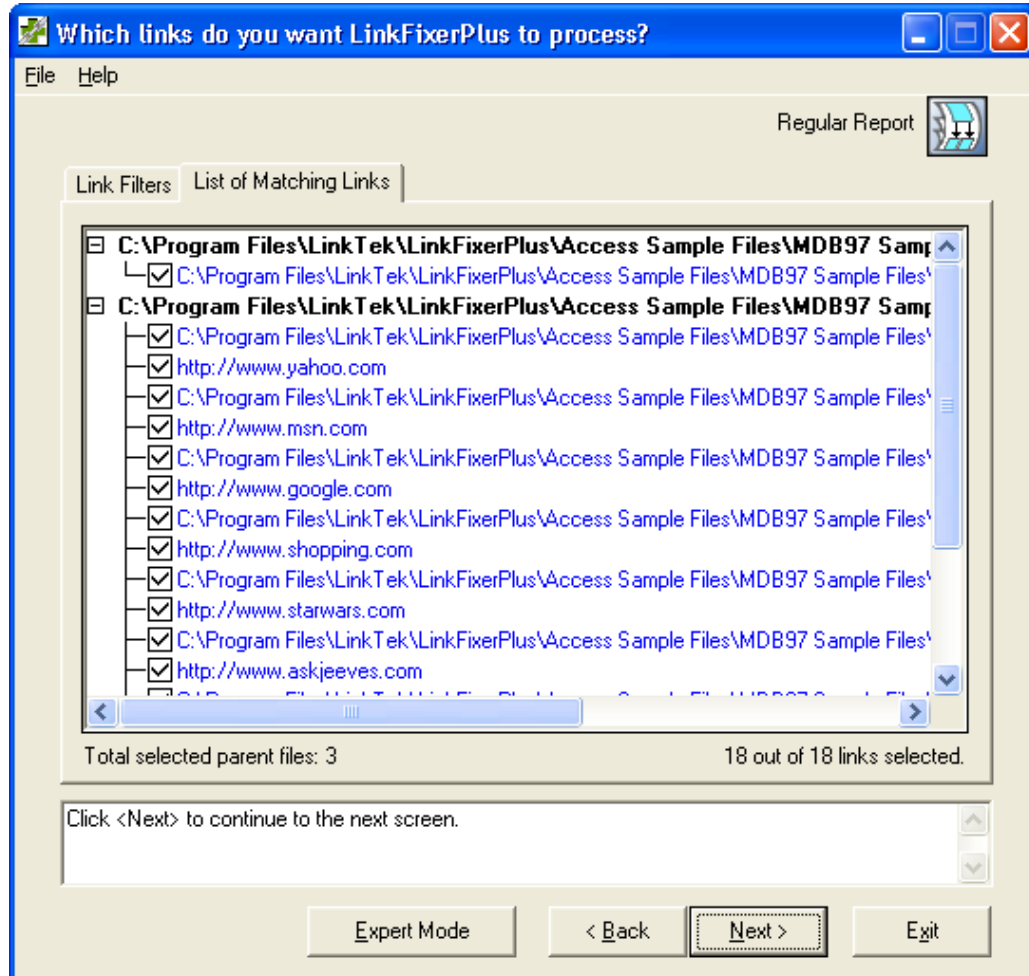 Which links do you want LinkFixerPlus to process?
File Help
Regular Report
Link Filters List of Matching Links
C:\Program Files\LinkTek\LinkFixerPlus\Access Sample Files\MDB97 Samp
C:\Program Files\LinkTek\LinkFixerPlus\Access Sample Files\MDB97 Sample Files\
C:\Program Files\LinkTek\LinkFixerPlus\Access Sample Files\MDB97 Samp
C:\Program Files\LinkTek\LinkFixerPlus\Access Sample Files\MDB97 Sample Files\
http://www.yahoo.com
C:\Program Files\LinkTek\LinkFixerPlus\Access Sample Files\MDB97 Sample Files\
http://www.msn.com
C:\Program Files\LinkTek\LinkFixerPlus\Access Sample Files\MDB97 Sample Files\
http://www.google.com
C:\Program Files\LinkTek\LinkFixerPlus\Access Sample Files\MDB97 Sample Files\
http://www.shopping.com
C:\Program Files\LinkTek\LinkFixerPlus\Access Sample Files\MDB97 Sample Files\
http://www.starwars.com
C:\Program Files\LinkTek\LinkFixerPlus\Access Sample Files\MDB97 Sample Files\
http://www.askjeeves.com
Total selected parent files: 3 18 out of 18 links selected.
Click <Next> to continue to the next screen.
Expert Mode < Back Next > Exit